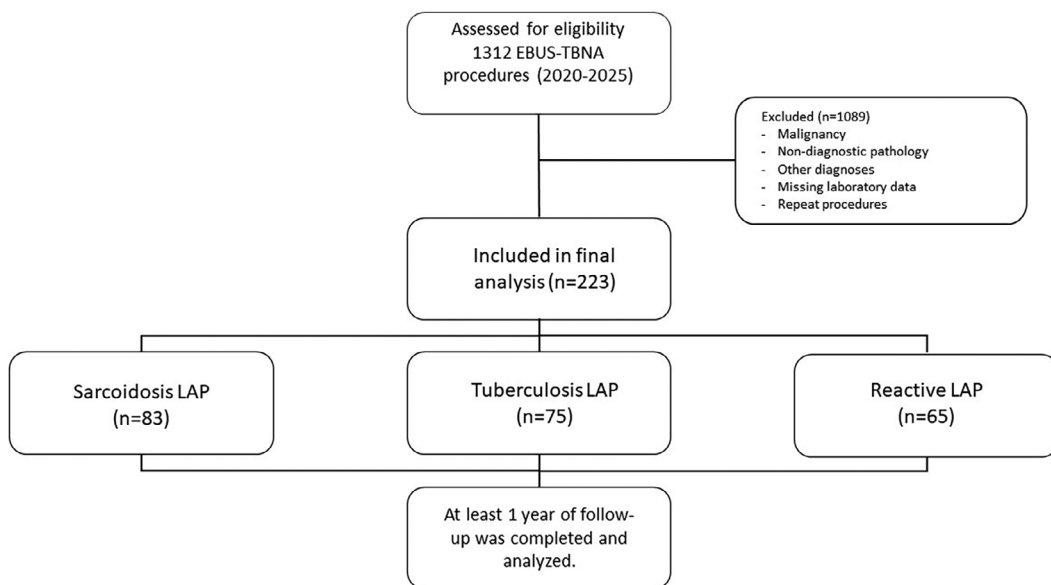 Assessed for eligibility
1312 EBUS-TBNA
procedures (2020-2025)
Excluded (n=1089)
- Malignancy
- Non-diagnostic pathology
- Other diagnoses
- Missing laboratory data
- Repeat procedures
Included in final
analysis (n=223)
Sarcoidosis LAP
(n=83)
Tuberculosis LAP
(n=75)
Reactive LAP
(n=65)
At least 1 year of follow-
up was completed and
analyzed.